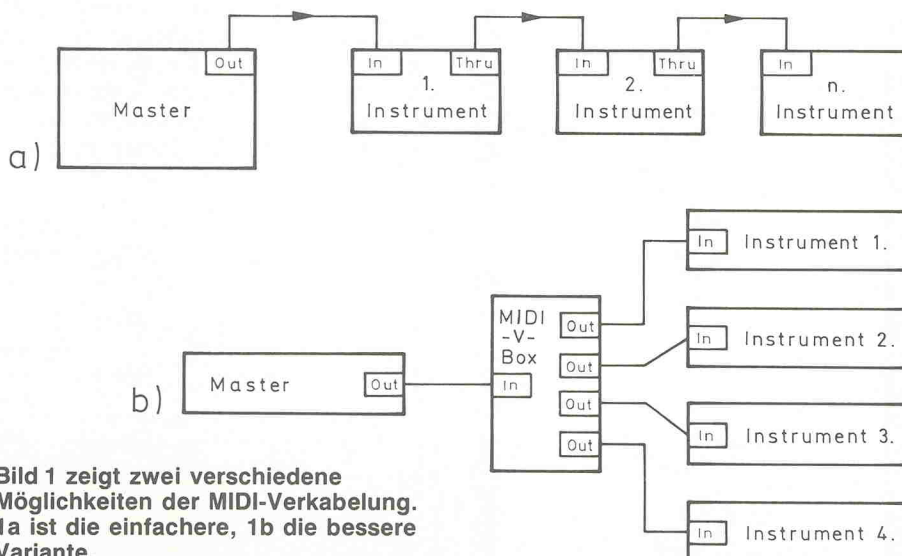 Out
In
Thru
In
Thru
In
Master
1.
Instrument
2.
Instrument
n.
Instrument
a)
In
Instrument 1.
MIDI
-V-
Box
Out
Out
Out
Out
In
In
Instrument 2.
Master
Out
b)
In
Instrument 3.
In
Instrument 4.
Bild 1 zeigt zwei verschiedene
Möglichkeiten der MIDI-Verkabelung.
1a ist die einfachere, 1b die bessere
Variante